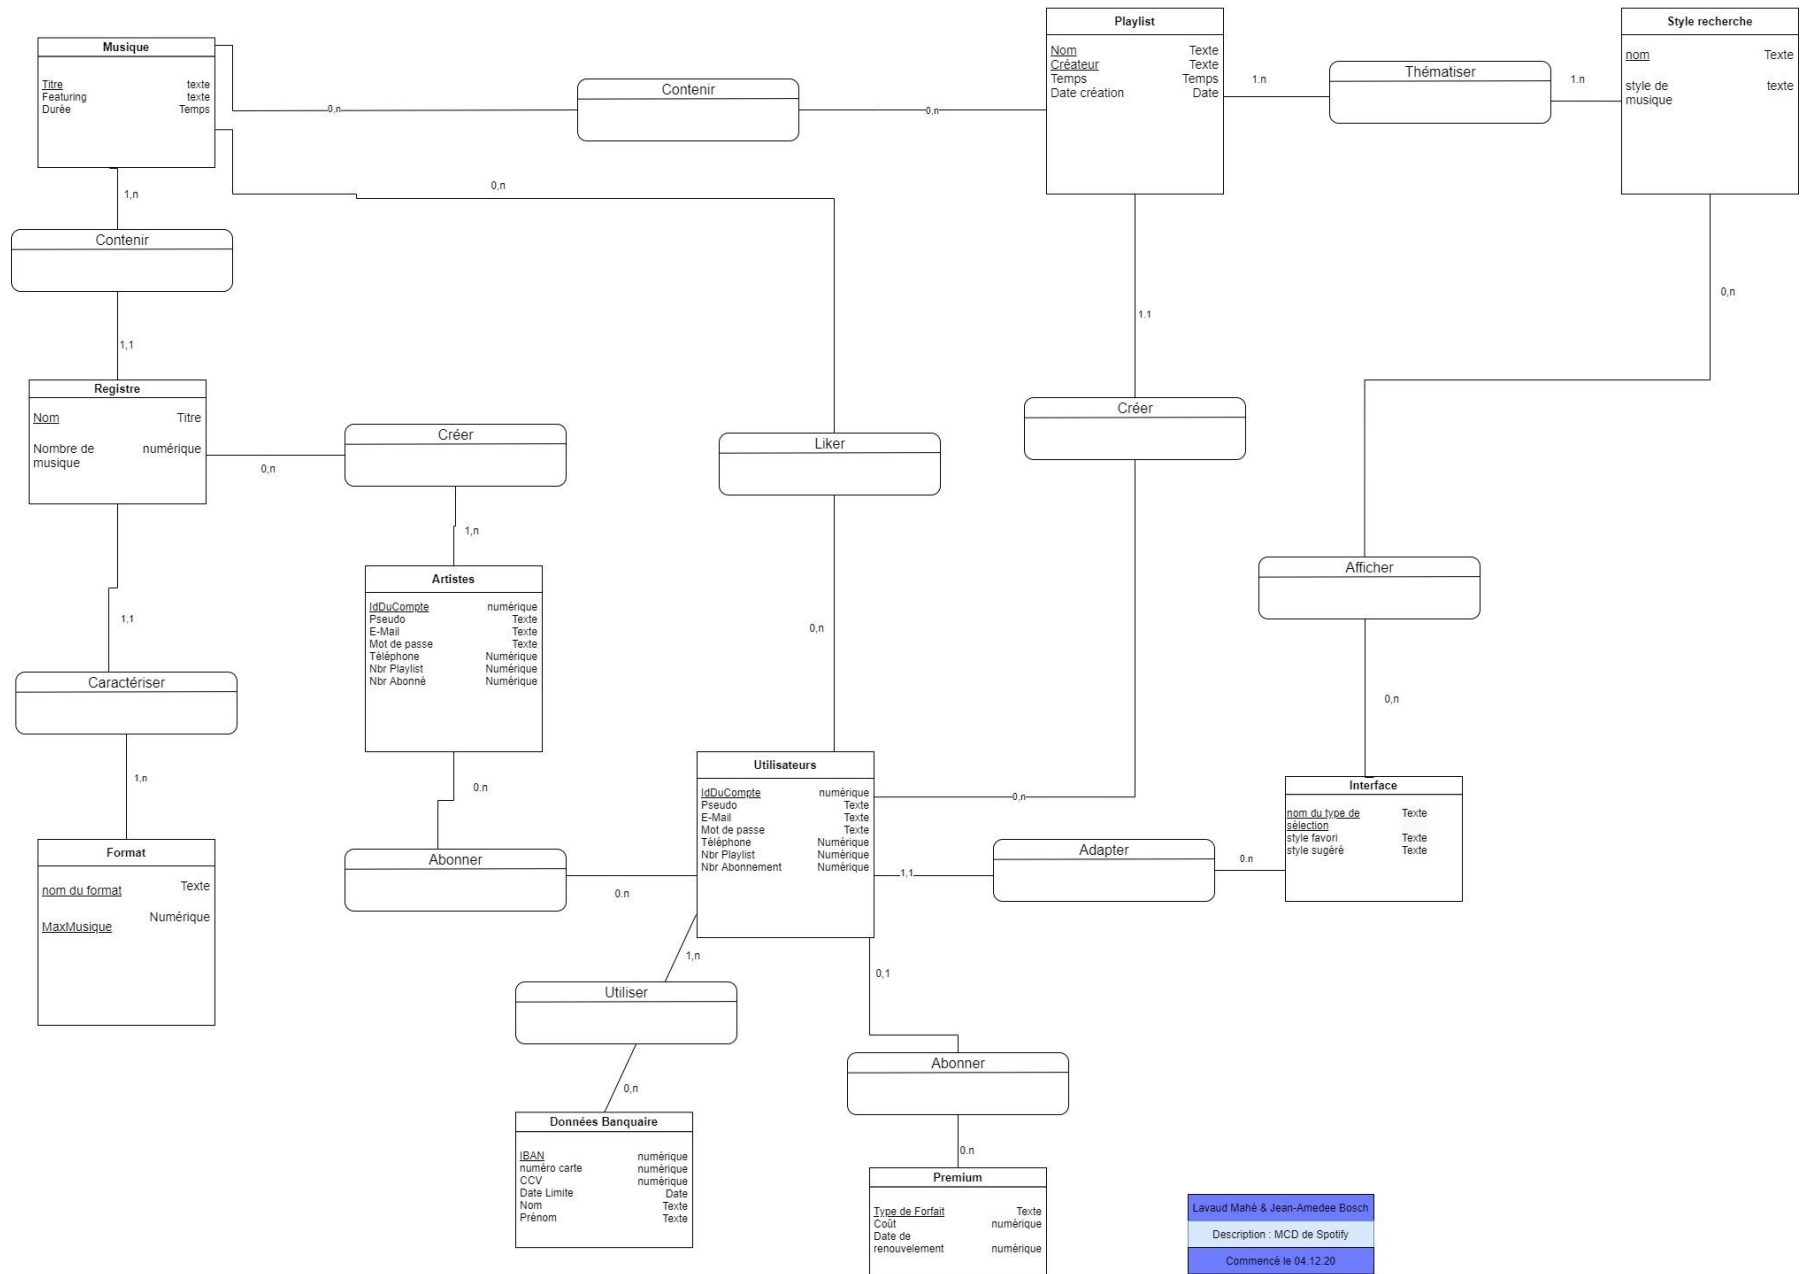 Musique
Titre texte
Featuring texte
Durée Temps
0,n
Contenir
0,n
Playlist
Nom Texte
Créateur Texte
Temps Temps
Date création Date
1.n
Thématiser
1.n
Style recherche
nom Texte
style de texte
musique
1,n
0,n
Contenir
1.1
0,n
1,1
Registre
Nom Titre
Nombre de numérique
musique
0,n
Créer
Liker
Créer
1,n
Afficher
Artistes
IdDuCompte numérique
Pseudo Texte
E-Mail Texte
Mot de passe Texte
Téléphone Numérique
Nbr Playlist Numérique
Nbr Abonné Numérique
1,1
0,n
Caractériser
0,n
1,n
0.n
Utilisateurs
IdDuCompte numérique
Pseudo Texte
E-Mail Texte
Mot de passe Texte
Téléphone Numérique
Nbr Playlist Numérique
Nbr Abonnement Numérique
0,n
Interface
nom du type de Texte
sélection
style favori Texte
style sugéré Texte
Format
nom du format Texte
MaxMusique Numérique
Abonner
0.n
1,1
Adapter
0.n
1,n
Utiliser
0,1
0,n
Abonner
Données Banquaire
IBAN numérique
numéro carte numérique
CCV numérique
Date Limite Date
Nom Texte
Prénom Texte
0.n
Premium
Type de Forfait Texte
Coût numérique
Date de
renouvelement numérique
Lavaud Mahé & Jean-Amedee Bosch
Description : MCD de Spotify
Commencé le 04.12.20